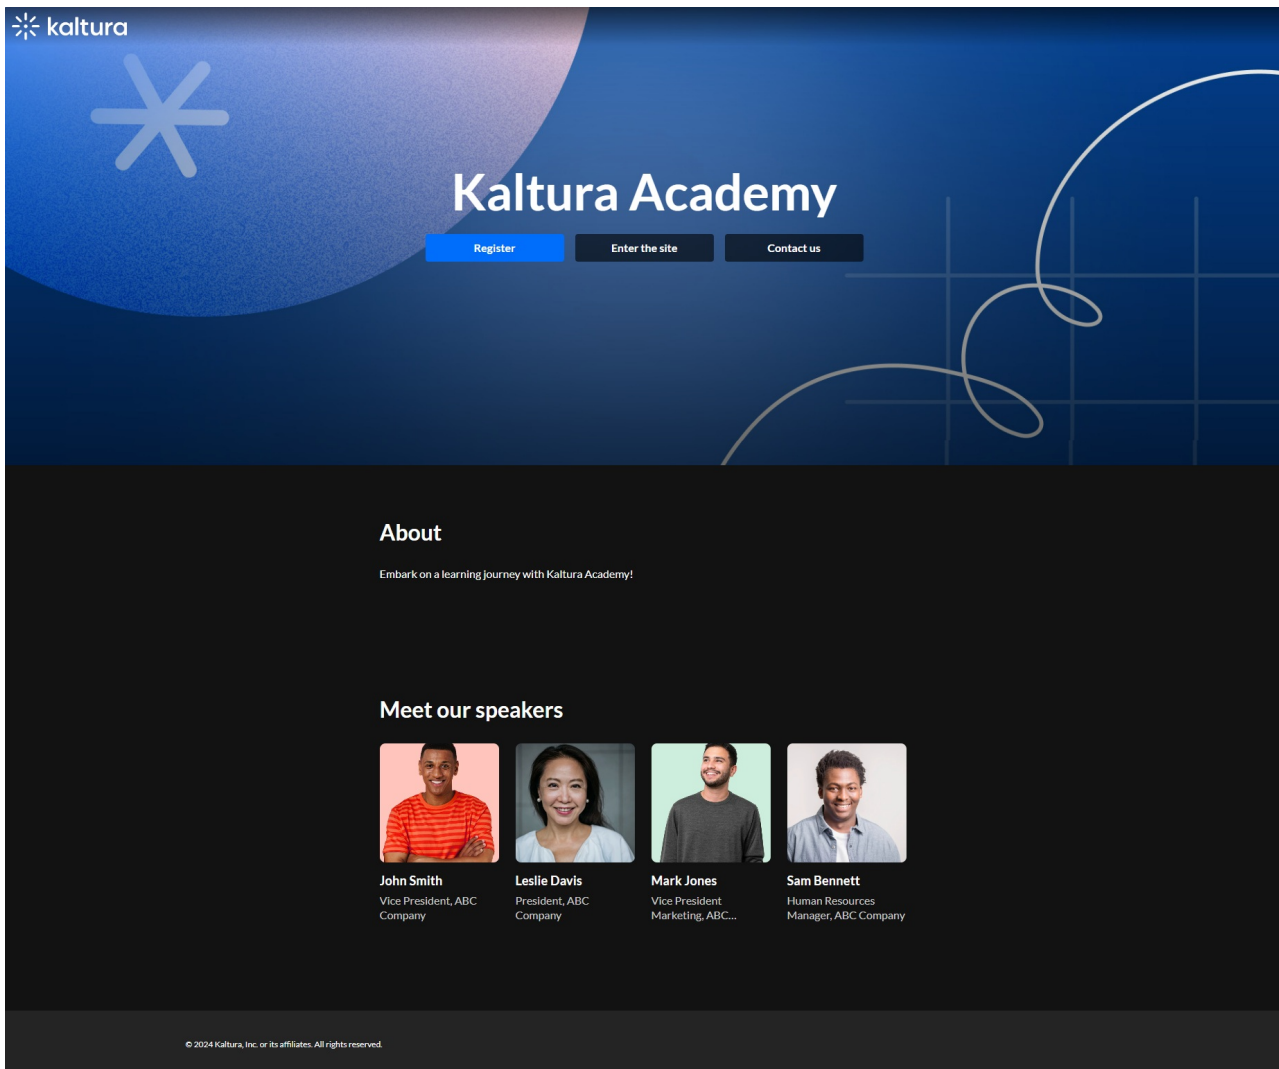 kaltura
Kaltura Academy
Register
Enter the site
Contact us
About
Embark on a learning journey with Kaltura Academy!
Meet our speakers
John Smith
Vice President, ABC
Company
Leslie Davis
President, ABC
Company
Mark Jones
Vice President
Marketing, ABC...
Sam Bennett
Human Resources
Manager, ABC Company
© 2024 Kaltura, Inc. or its affiliates. All rights reserved.